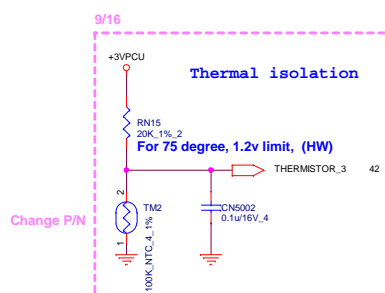 9/16
+3VPCU
Thermal isolation
RN15
20K_1%_2
For 75 degree, 1.2v limit, (HW)
THERMISTOR_3 42
2
TM2
CN5002
0.1u/16V_4
Change P/N
1
100K_NTC_4_1%